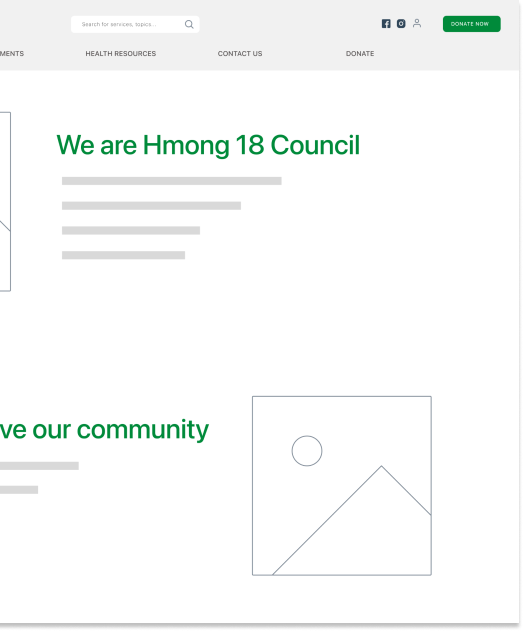 Search for services, topics...
DONATE NOW
MENTS
HEALTH RESOURCES
CONTACT US
DONATE
We are Hmong 18 Council
ve our community